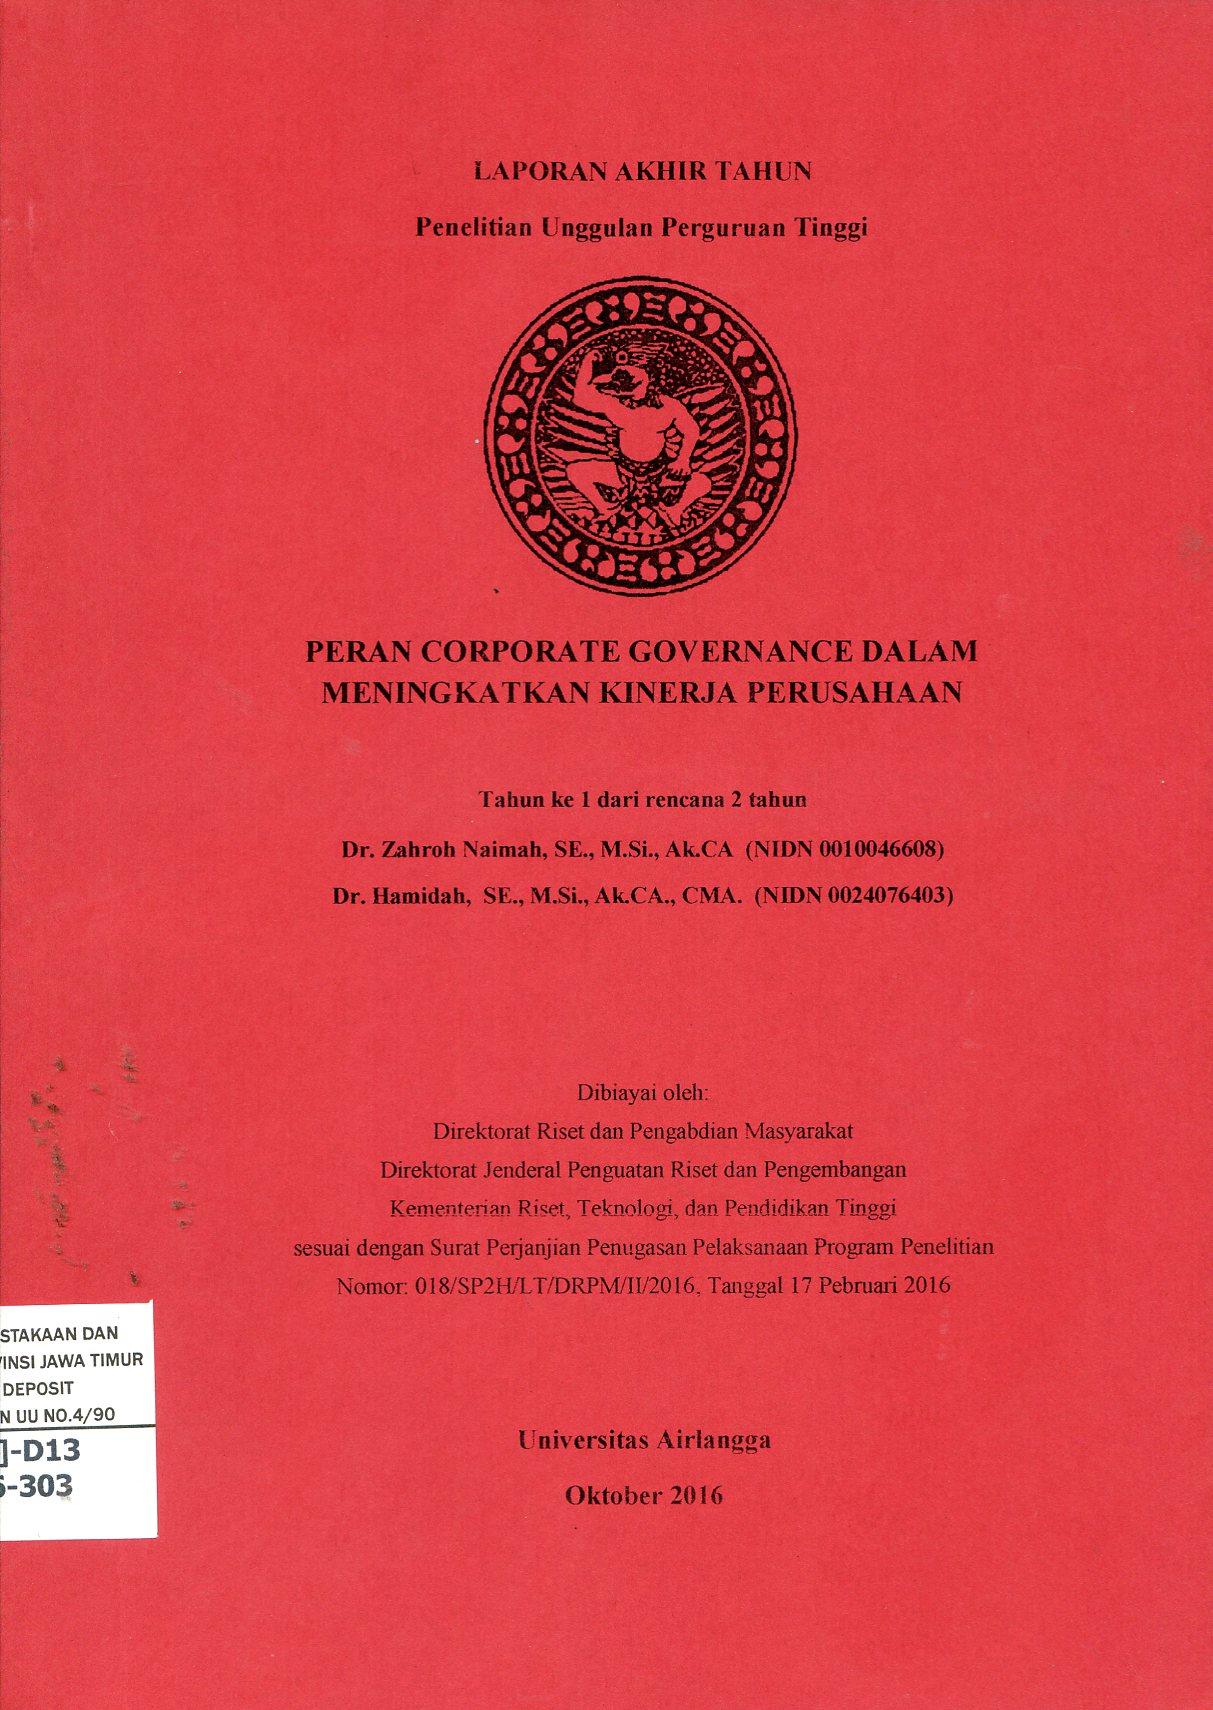 LAPORAN AKHIR TAHUN
Penelitian Unggulan Perguruan Tinggi
PERAN CORPORATE GOVERNANCE DALAM
MENINGKATKAN KINERJA PERUSAHAAN
Tahun ke 1 dari rencana 2 tahun
Dr. Zahroh Naimah, SE., M.Si., Ak.CA (NIDN 0010046608)
Dr. Hamidah, SE., M.Si., Ak.CA., CMA. (NIDN 0024076403)
Dibiayai oleh:
Direktorat Riset dan Pengabdian Masyarakat
Direktorat Jenderal Penguatan Riset dan Pengembangan
Kementerian Riset, Teknologi, dan Pendidikan Tinggi
sesuai dengan Surat Perjanjian Penugasan Pelaksanaan Program Penelitian
Nomor: 018/SP2H/LT/DRPM/II/2016, Tanggal 17 Pebruari 2016
STAKAAN DAN
INSI JAWA TIMUR
DEPOSIT
N UU NO.4/90
-D13
-303
Universitas Airlangga
Oktober 2016